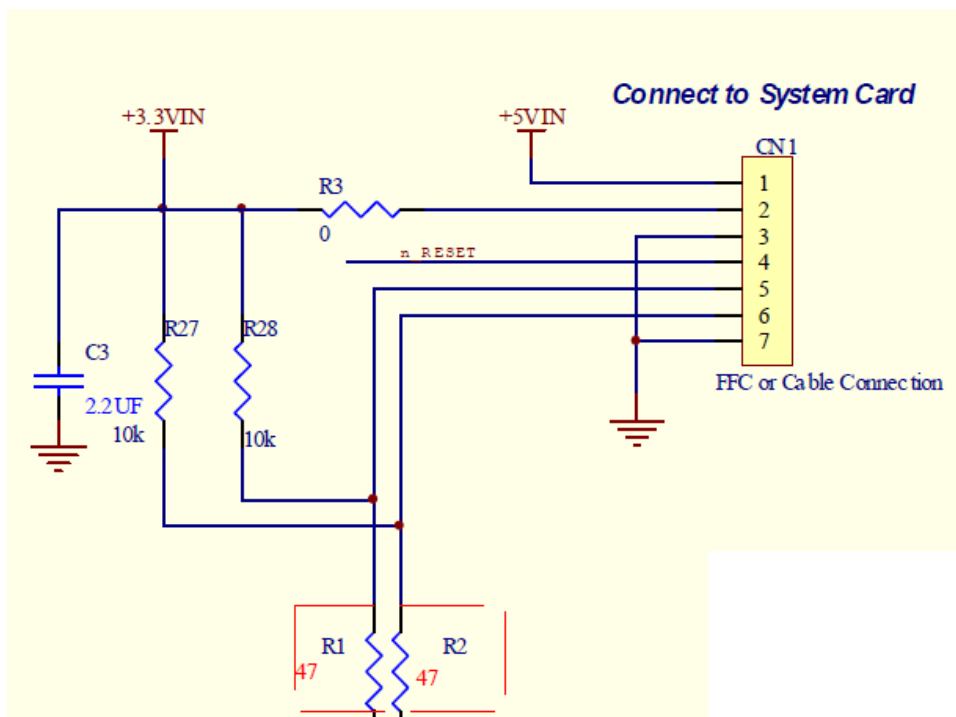 Connect to System Card
+3.3VIN
+5VIN
CN1
R3
0
1
2
3
n_RESET
4
5
6
7
R27
R28
C3
2.2UF
10k
10k
FFC or Cable Connection
R1
R2
47
47